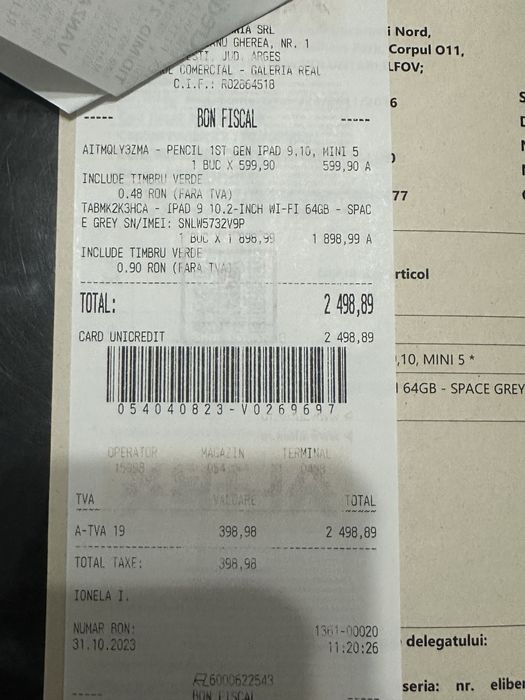 GHEREA, NR. 1
JUD. ARGES
COMERCIAL - GALERIA REAL
C.I.F.: RO2864518
----- BON FISCAL -----
AITMQLY3ZMA - PENCIL 1ST GEN IPAD 9,10, MINI 5
1 BUC X 599,90 599,90 A
INCLUDE TIMBRU VERDE
0.48 RON (FARA TVA)
TABMK2K3HCA - IPAD 9 10.2-INCH WI-FI 64GB - SPAC
E GREY SN/IMEI: SNLW5732V9P
1 BUC X 1 898,99 1 898,99 A
INCLUDE TIMBRU VERDE
0.90 RON (FARA TVA)
TOTAL: 2 498,89
CARD UNICREDIT 2 498,89
054040823-V0269697
OPERATOR MAGAZIN TERMINAL
TVA VALOARE TOTAL
A-TVA 19 398,98 2 498,89
TOTAL TAXE: 398,98
IONELA I.
NUMAR BON: 1361-00020
31.10.2023 11:20:26
6000622543
BON FISCAL
i Nord,
Corpul O11,
LFOV;
6
77
rticol
,10, MINI 5 *
64GB - SPACE GREY
delegatului:
seria: nr. eliber